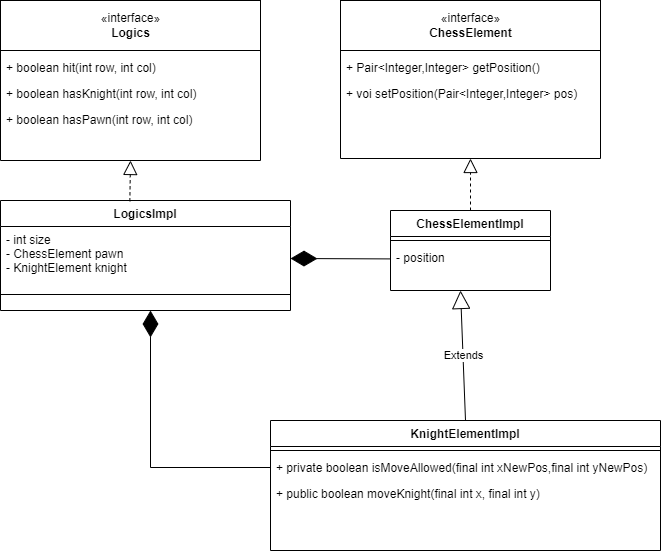 «interface»
Logics
+ boolean hit(int row, int col)
+ boolean hasKnight(int row, int col)
+ boolean hasPawn(int row, int col)
«interface»
ChessElement
+ Pair<Integer,Integer> getPosition()
+ voi setPosition(Pair<Integer,Integer> pos)
LogicsImpl
- int size
- ChessElement pawn
- KnightElement knight
ChessElementImpl
- position
Extends
KnightElementImpl
+ private boolean isMoveAllowed(final int xNewPos,final int yNewPos)
+ public boolean moveKnight(final int x, final int y)